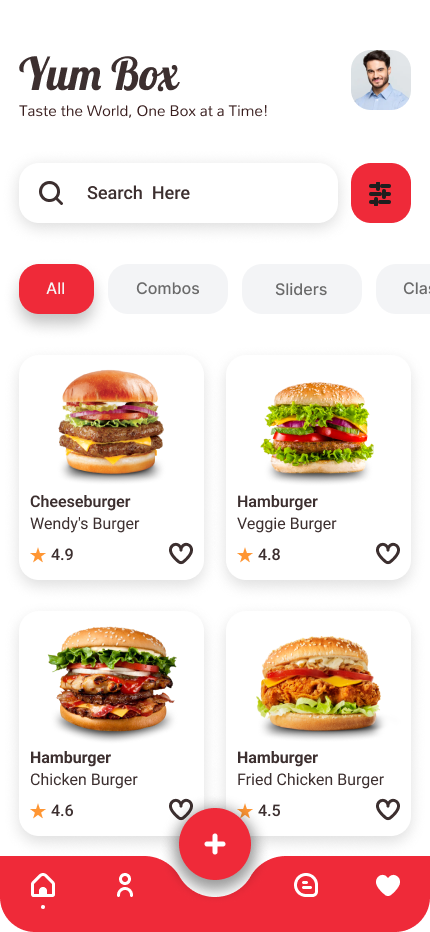 Yum Box
Taste the World, One Box at a Time!
Search Here
All Combos Sliders Clas
Cheeseburger
Wendy's Burger
4.9
Hamburger
Veggie Burger
4.8
Hamburger
Chicken Burger
4.6
Hamburger
Fried Chicken Burger
4.5